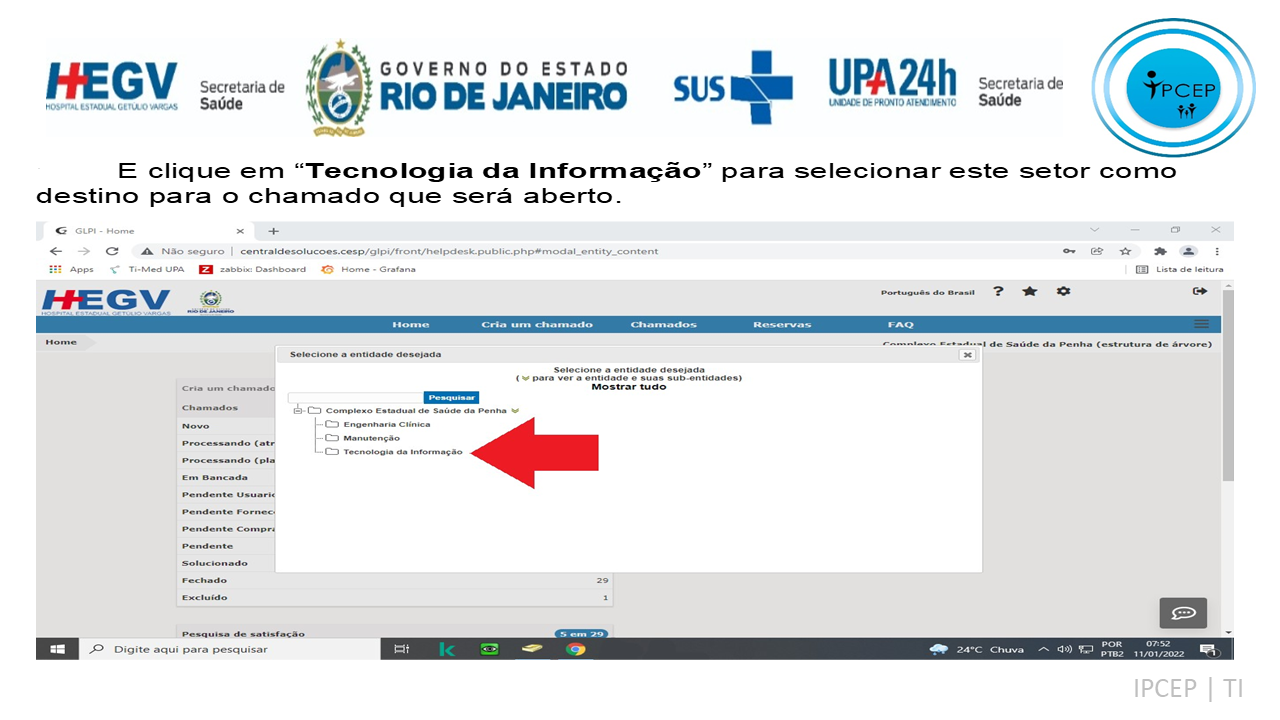 HEGV
HOSPITAL ESTADUAL GETÚLIO VARGAS
Secretaria de
Saúde
GOVERNO DO ESTADO
RIO DE JANEIRO
SUS
UPA 24h
UNIDADE DE PRONTO ATENDIMENTO
Secretaria de
Saúde
IPCEP
E clique em “Tecnologia da Informação” para selecionar este setor como
destino para o chamado que será aberto.
GLPI - Home
Não seguro | centraldesolucoes.cesp/glpi/front/helpdesk.public.php#modal_entity_content
Apps Ti-Med UPA Z zabbix: Dashboard Home - Grafana Lista de leitura
HEGV
HOSPITAL ESTADUAL GETÚLIO VARGAS
RIO DE JANEIRO
Português do Brasil ?
Home Cria um chamado Chamados Reservas FAQ
Home
Complexo Estadual de Saúde da Penha (estrutura de árvore)
Selecione a entidade desejada
Selecione a entidade desejada
( para ver a entidade e suas sub-entidades)
Mostrar tudo
Pesquisar
Complexo Estadual de Saúde da Penha
Engenharia Clínica
Manutenção
Tecnologia da Informação
Cria um chamado
Chamados
Novo
Processando (atr
Processando (pla
Em Bancada
Pendente Usuario
Pendente Fornec
Pendente Compra
Pendente
Solucionado
Fechado 29
Excluído 1
Pesquisa de satisfação 5 em 29
Digite aqui para pesquisar
24°C Chuva
POR
PTB2
07:52
11/01/2022
1
IPCEP | TI